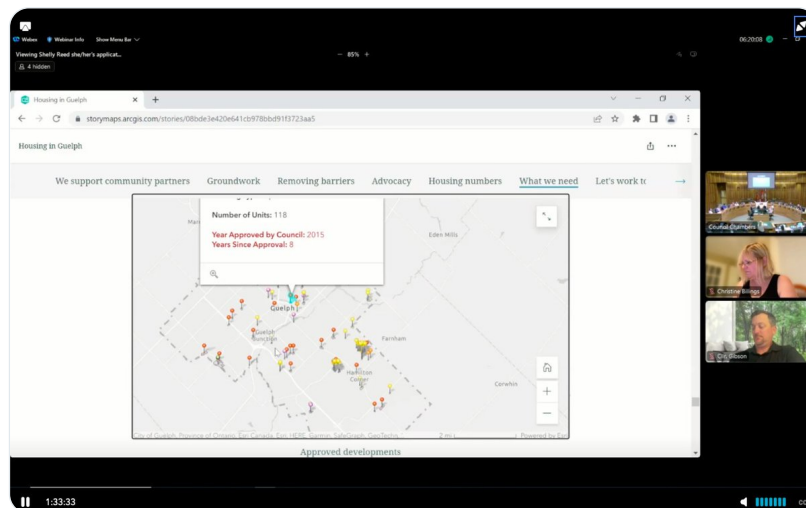 Webex Webinar Info Show Menu Bar
06:20:08
Viewing Shelly Reed she/her's applicat...
85%
4 hidden
Housing in Guelph
storymaps.arcgis.com/stories/08bde3e420e641cb978bbd91f3723aa5
Housing in Guelph
We support community partners Groundwork Removing barriers Advocacy Housing numbers What we need Let's work to
Number of Units: 118
Year Approved by Council: 2015
Years Since Approval: 8
Eden Mills
Guelph
Guelph
Junction
Farnham
Hamilton
Corner
Corwhin
City of Guelph, Province of Ontario, Esri Canada, Esri, HERE, Garmin, SafeGraph, GeoTechn
2 mi
Powered by Esri
Approved developments
Council Chambers
Christine Billings
Gibson
1:33:33